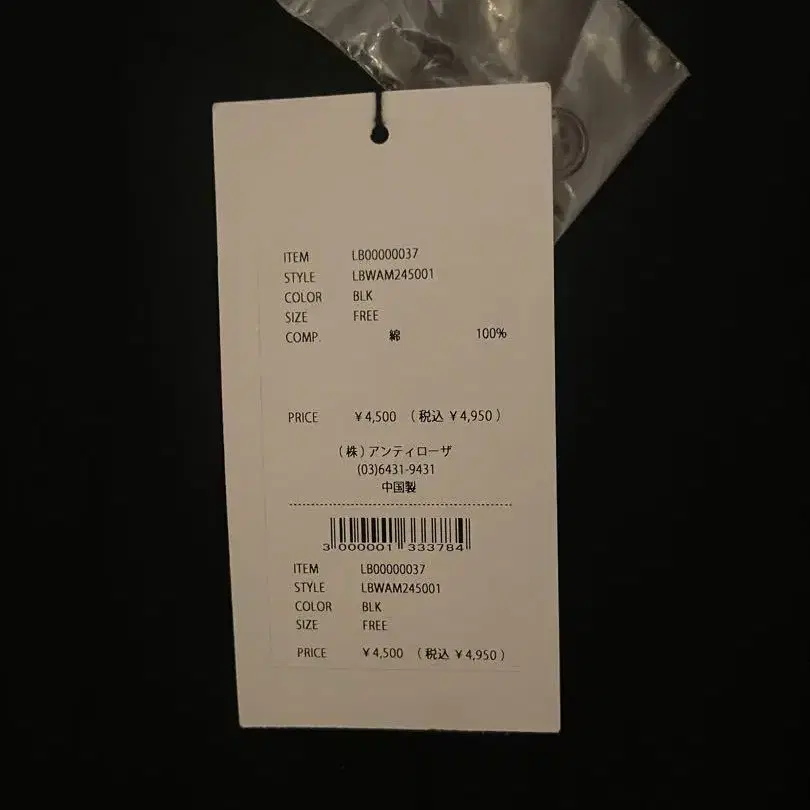 ITEM LB00000037
STYLE LBWAM245001
COLOR BLK
SIZE FREE
COMP. 綿 100%
PRICE ¥4,500 (税込 ¥4,950)
(株)アンティローザ
(03)6431-9431
中国製
3 000001 333784
ITEM LB00000037
STYLE LBWAM245001
COLOR BLK
SIZE FREE
PRICE ¥4,500 (税込 ¥4,950)